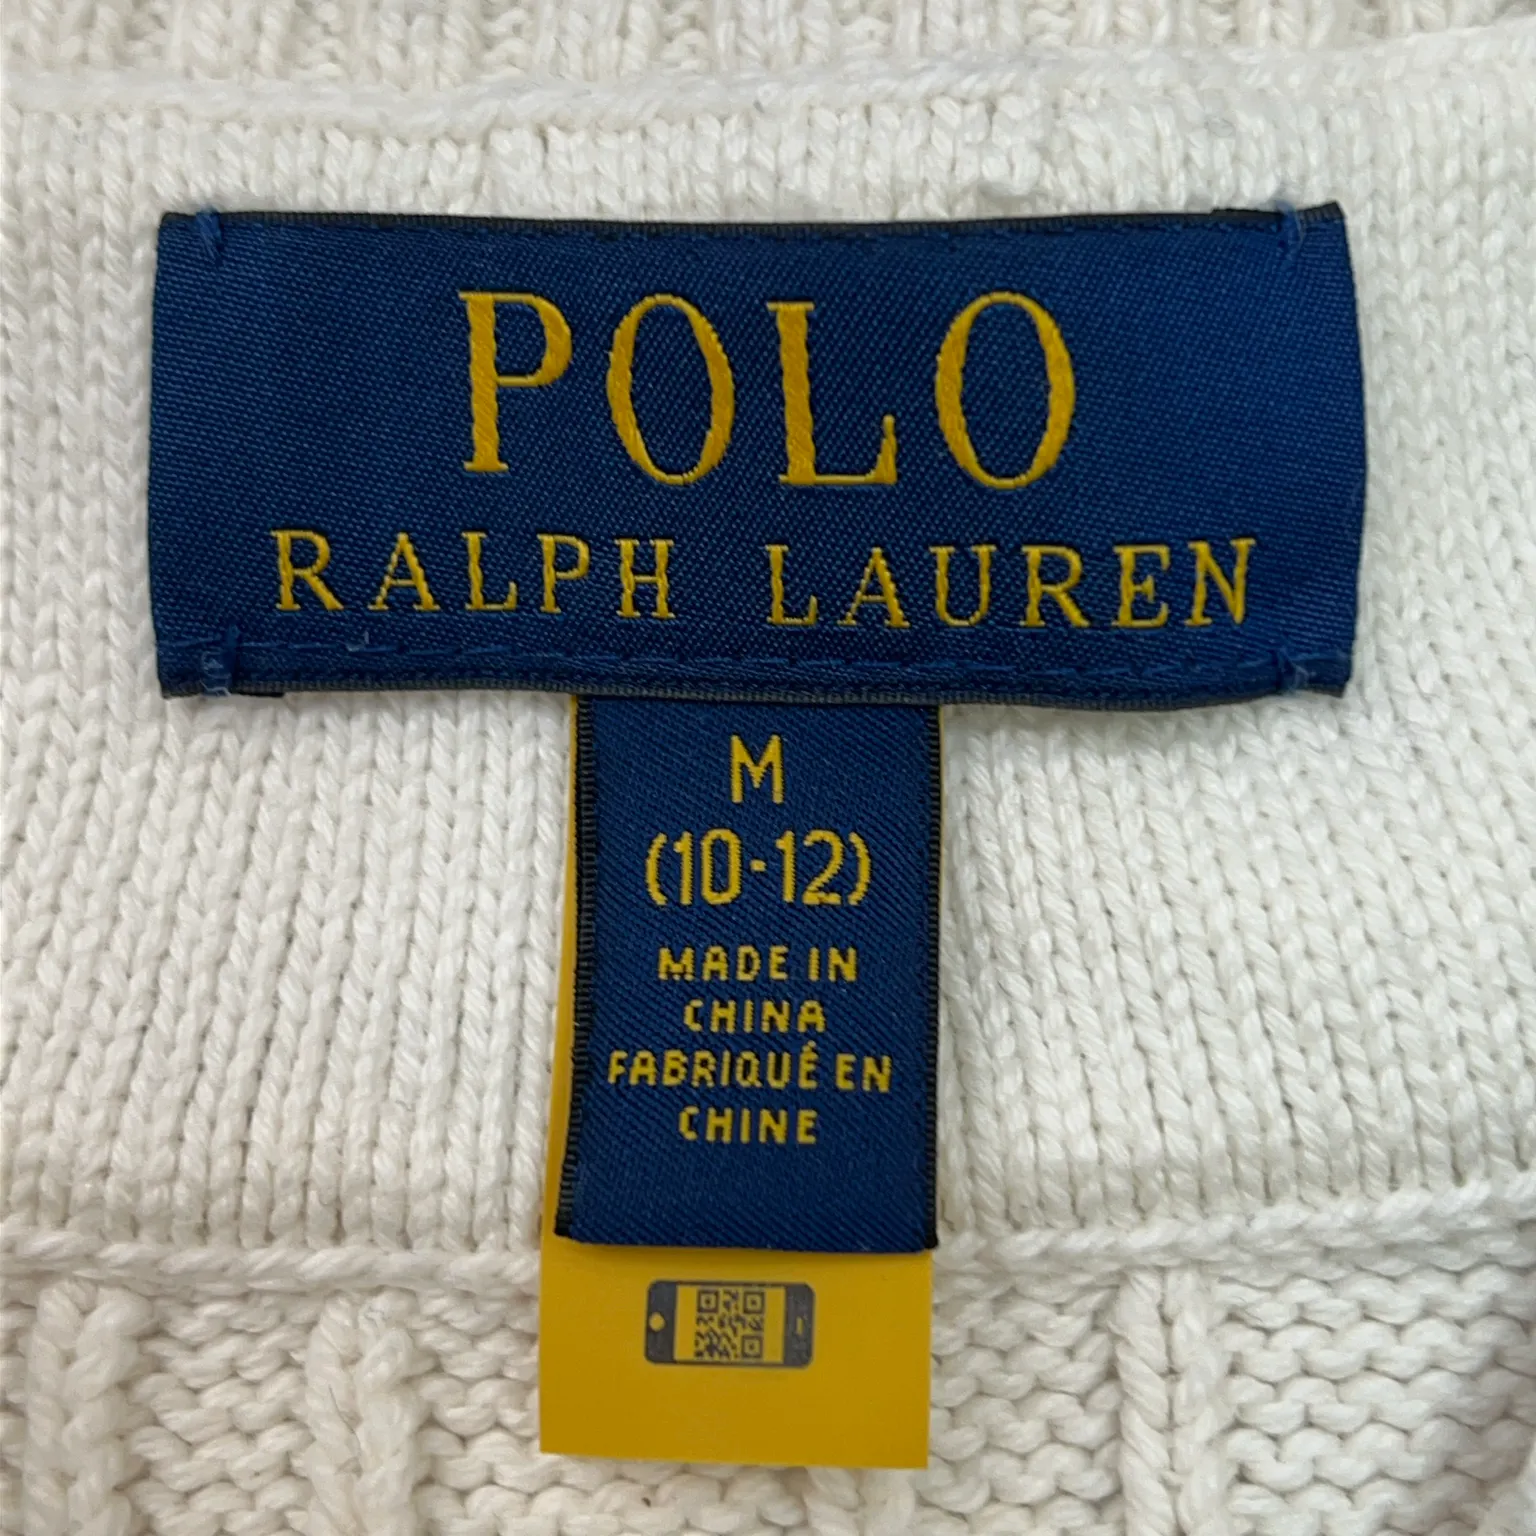 POLO
RALPH LAUREN
M
(10-12)
MADE IN
CHINA
FABRIQUÉ EN
CHINE